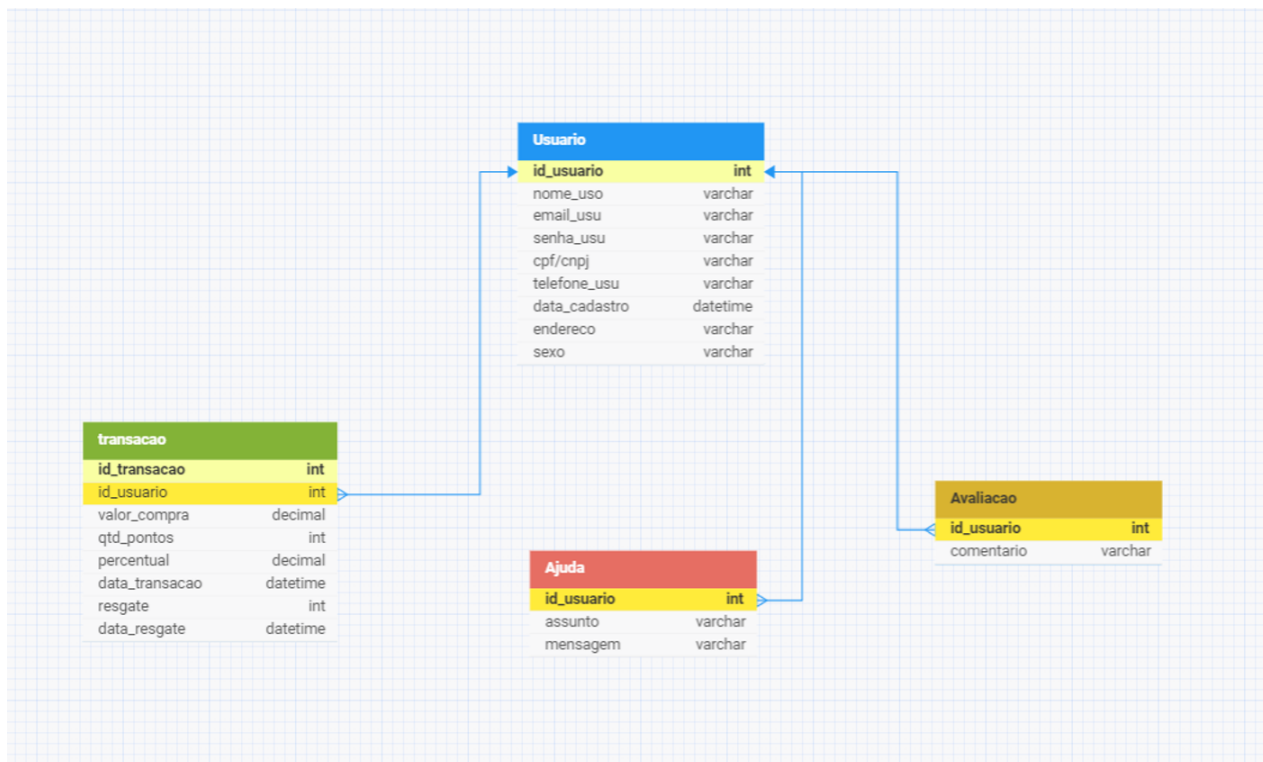 Usuario
id_usuario int
nome_uso varchar
email_usu varchar
senha_usu varchar
cpf/cnpj varchar
telefone_usu varchar
data_cadastro datetime
endereco varchar
sexo varchar
transacao
id_transacao int
id_usuario int
valor_compra decimal
qtd_pontos int
percentual decimal
data_transacao datetime
resgate int
data_resgate datetime
Ajuda
id_usuario int
assunto varchar
mensagem varchar
Avaliacao
id_usuario int
comentario varchar